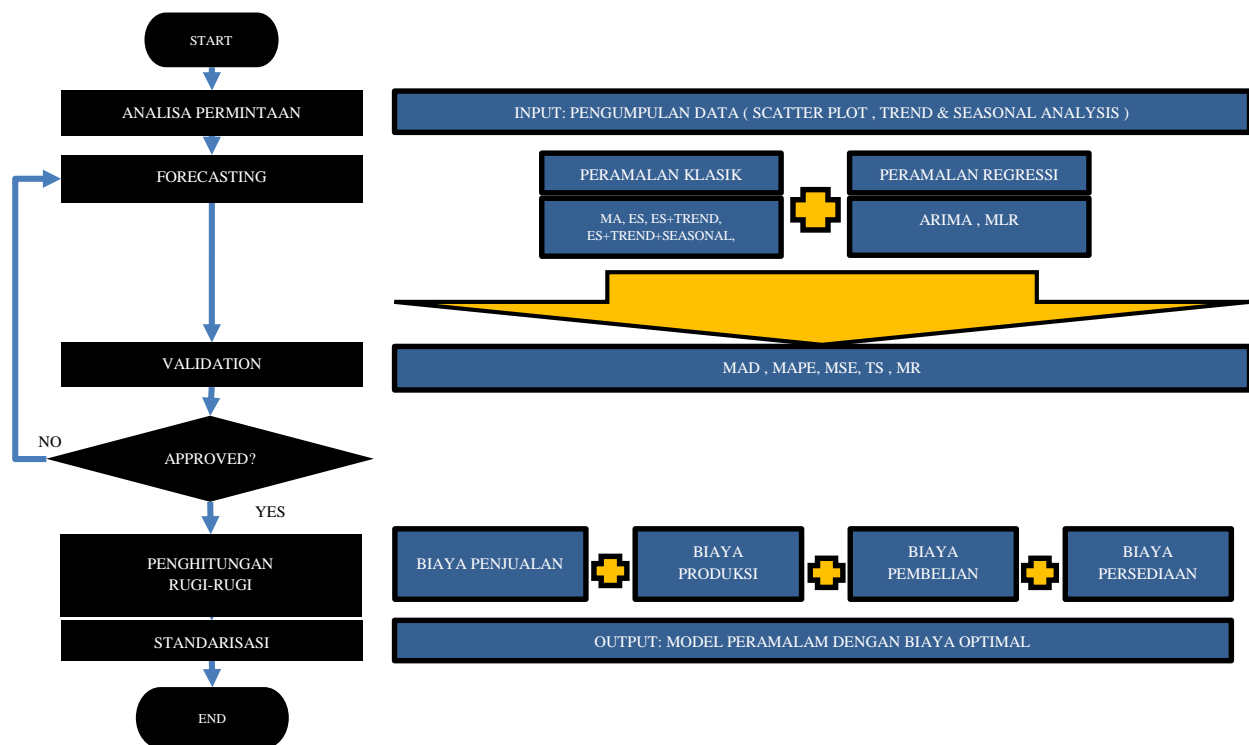 START
ANALISA PERMINTAAN
INPUT: PENGUMPULAN DATA ( SCATTER PLOT , TREND & SEASONAL ANALYSIS )
FORECASTING
PERAMALAN KLASIK
PERAMALAN REGRESSI
MA, ES, ES+TREND,
ES+TREND+SEASONAL,
ARIMA , MLR
VALIDATION
MAD , MAPE, MSE, TS , MR
NO
APPROVED?
YES
PENGHITUNGAN
RUGI-RUGI
BIAYA PENJUALAN
BIAYA
PRODUKSI
BIAYA
PEMBELIAN
BIAYA
PERSEDIAAN
STANDARISASI
OUTPUT: MODEL PERAMALAM DENGAN BIAYA OPTIMAL
END